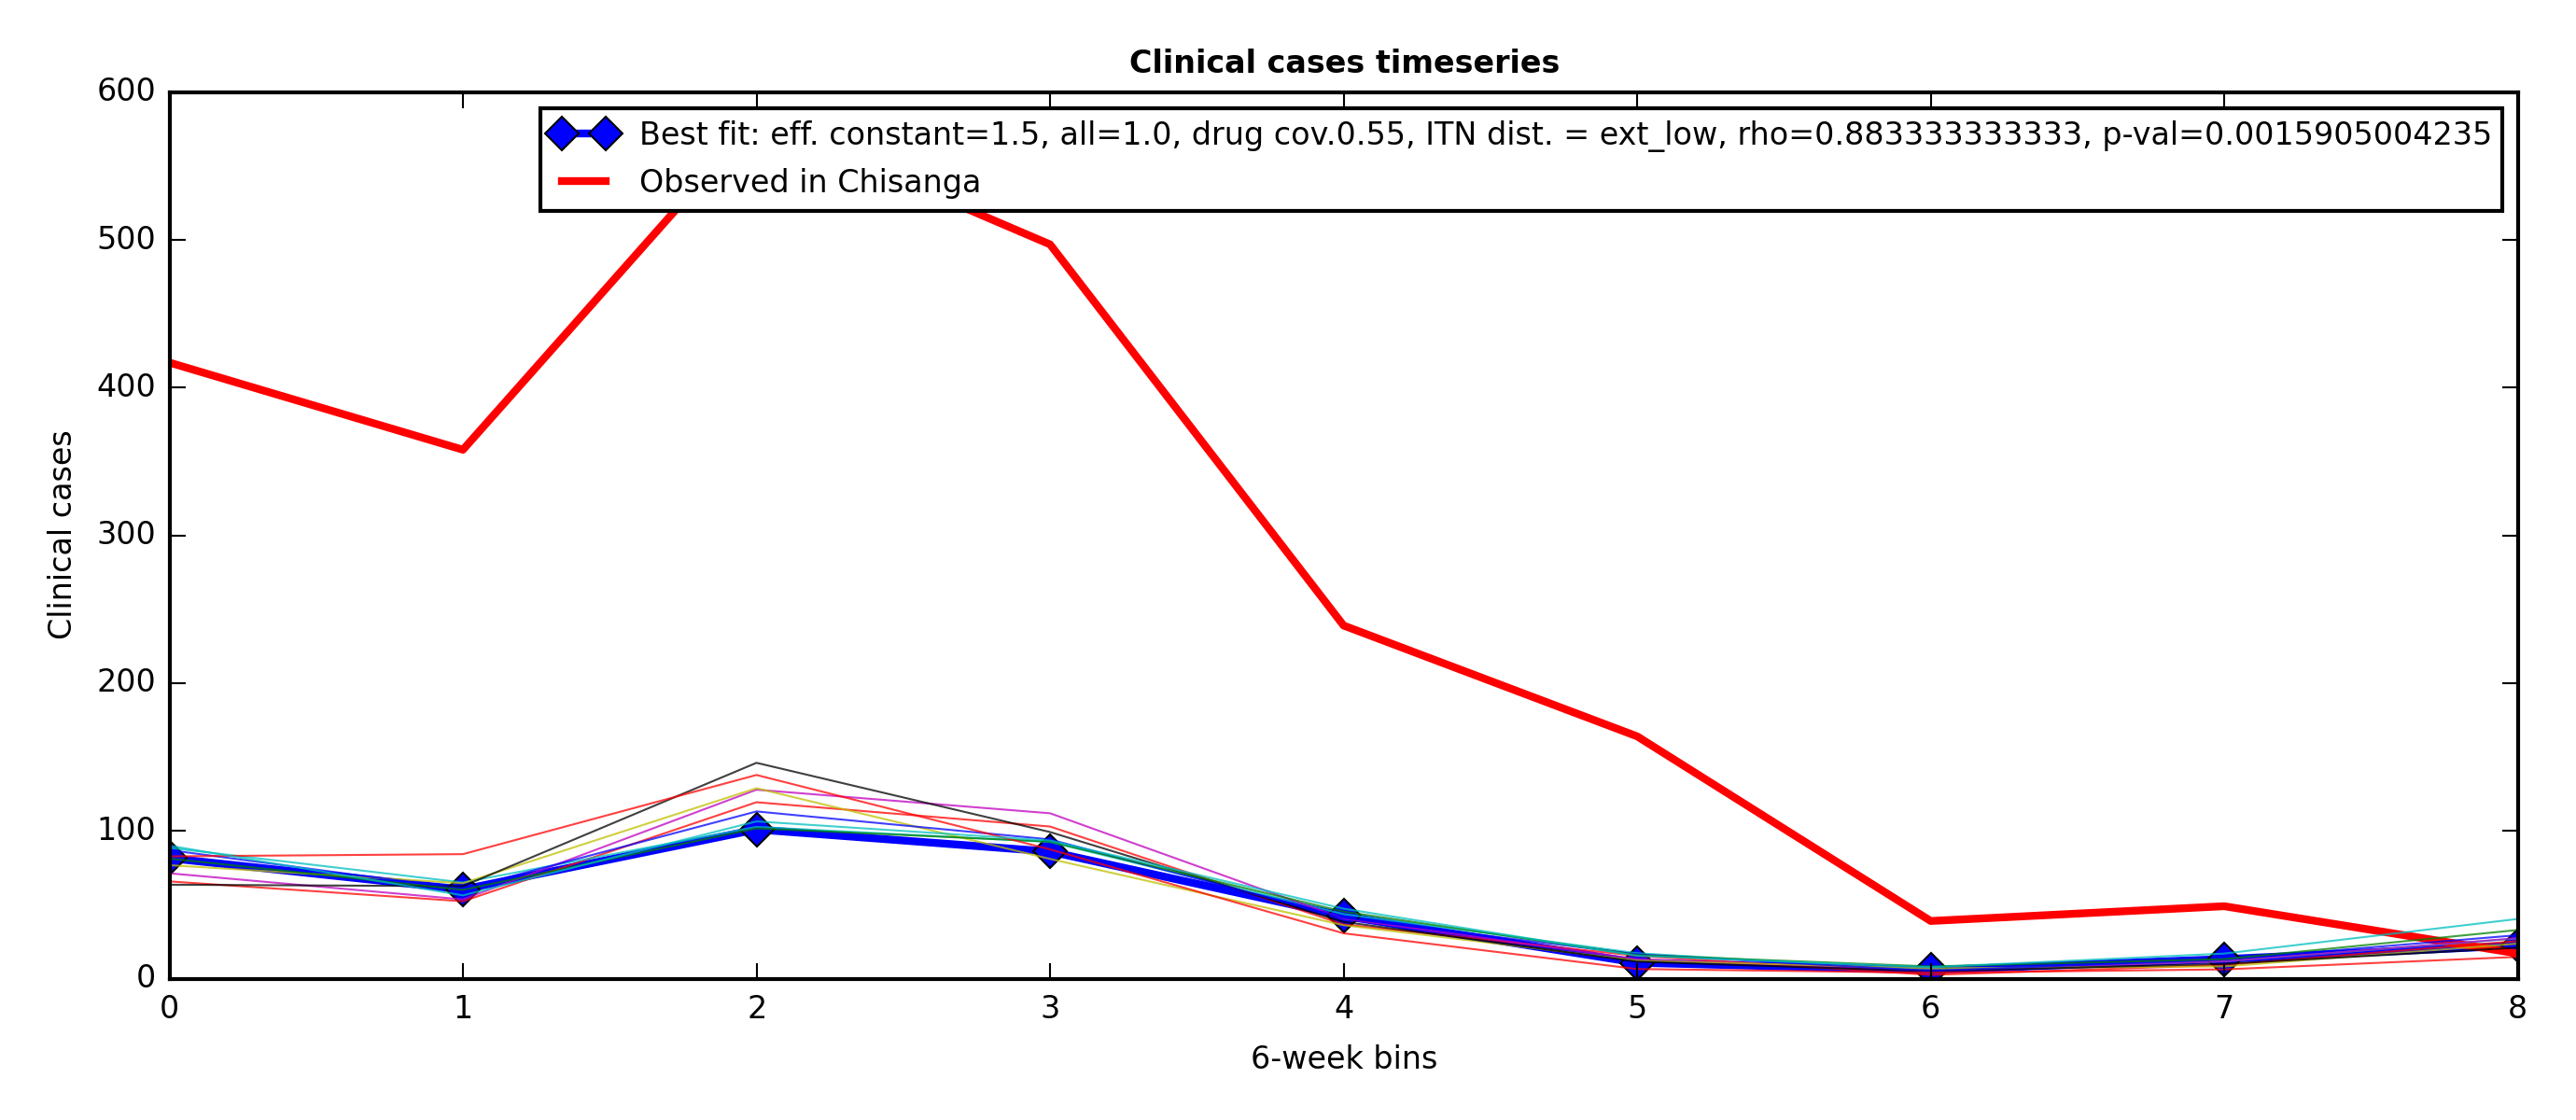 Clinical cases timeseries
600
500
400
300
200
100
0
Clinical cases
Best fit: eff. constant=1.5, all=1.0, drug cov.0.55, ITN dist. = ext_low, rho=0.883333333333, p-val=0.0015905004235
Observed in Chisanga
0 1 2 3 4 5 6 7 8
6-week bins